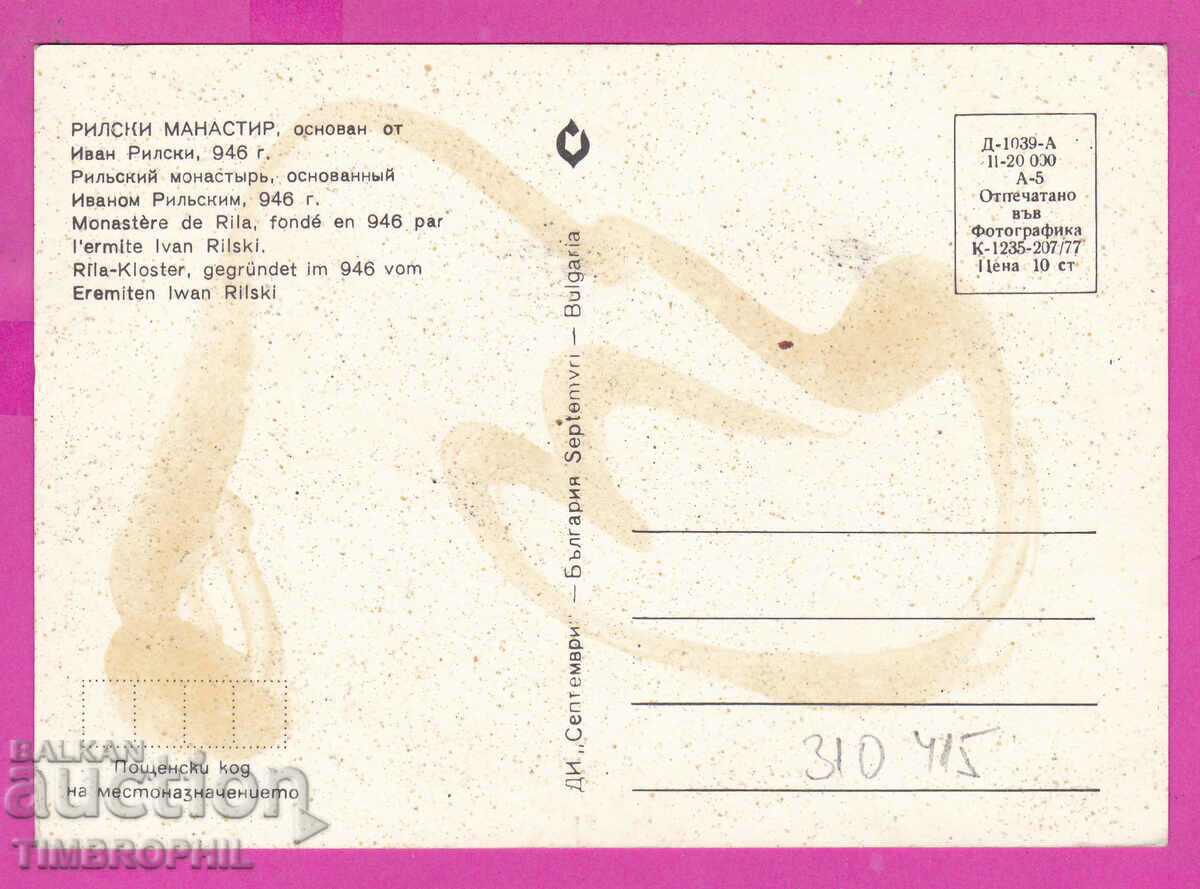 РИЛСКИ МАНАСТИР, основан от
Иван Рилски, 946 г.
Рильский монастырь, основанный
Иваном Рильским, 946 г.
Monastère de Rila, fondé en 946 par
l'ermite Ivan Rilski.
Rila-Kloster, gegründet im 946 vom
Eremiten Iwan Rilski
ДИ „Септември" — България Septemvri — Bulgaria
Д-1039-А
II-20 000
А-5
Отпечатано
във
Фотографика
К-1235-207/77
Цена 10 ст
310 415
Пощенски код
на местоназначението
BALKAN
auction
TIMBROPHIL